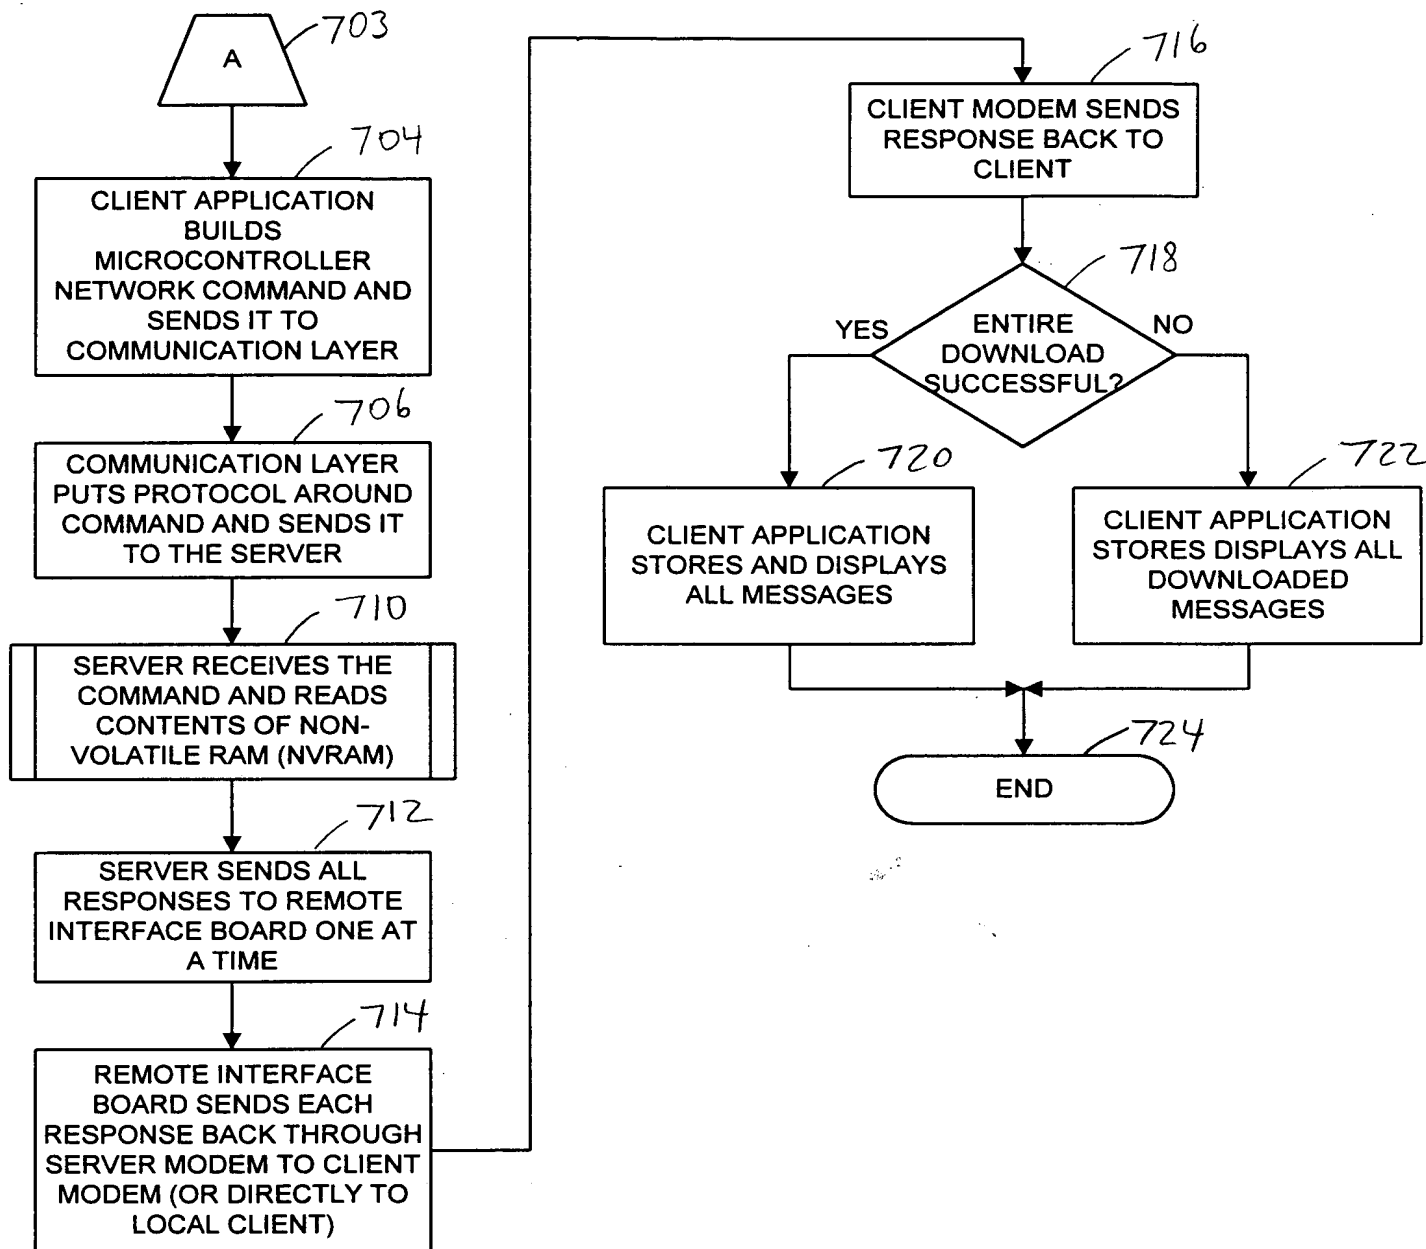 A
703
704
CLIENT APPLICATION
BUILDS
MICROCONTROLLER
NETWORK COMMAND AND
SENDS IT TO
COMMUNICATION LAYER
706
COMMUNICATION LAYER
PUTS PROTOCOL AROUND
COMMAND AND SENDS IT
TO THE SERVER
710
SERVER RECEIVES THE
COMMAND AND READS
CONTENTS OF NON-
VOLATILE RAM (NVRAM)
712
SERVER SENDS ALL
RESPONSES TO REMOTE
INTERFACE BOARD ONE AT
A TIME
714
REMOTE INTERFACE
BOARD SENDS EACH
RESPONSE BACK THROUGH
SERVER MODEM TO CLIENT
MODEM (OR DIRECTLY TO
LOCAL CLIENT)
716
CLIENT MODEM SENDS
RESPONSE BACK TO
CLIENT
718
YES
ENTIRE
DOWNLOAD
SUCCESSFUL?
NO
720
CLIENT APPLICATION
STORES AND DISPLAYS
ALL MESSAGES
722
CLIENT APPLICATION
STORES DISPLAYS ALL
DOWNLOADED
MESSAGES
724
END